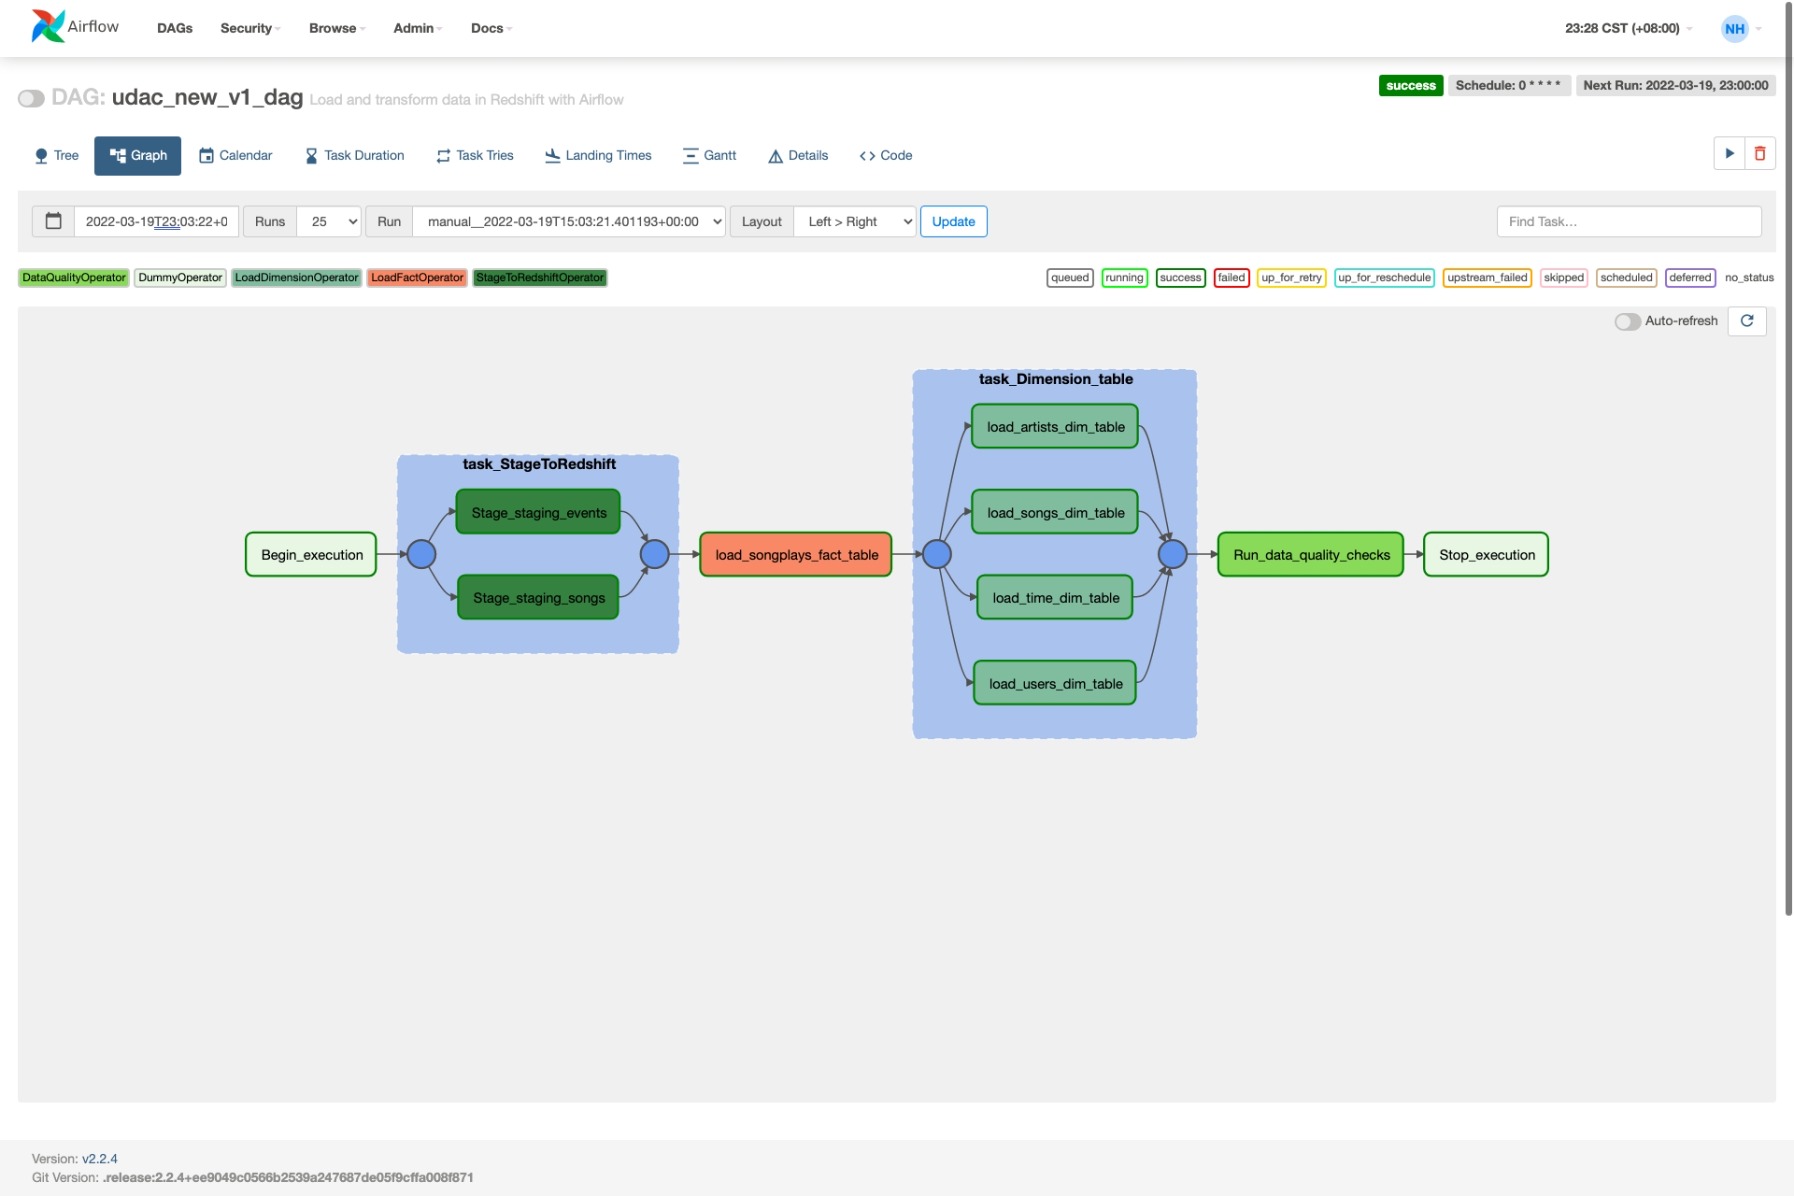 Airflow DAGs Security Browse Admin Docs 23:28 CST (+08:00) NH
DAG: udac_new_v1_dag Load and transform data in Redshift with Airflow success Schedule: 0 * * * * Next Run: 2022-03-19, 23:00:00
Tree Graph Calendar Task Duration Task Tries Landing Times Gantt Details <> Code
2022-03-19T23:03:22+0 Runs 25 Run manual__2022-03-19T15:03:21.401193+00:00 Layout Left > Right Update Find Task...
DataQualityOperator DummyOperator LoadDimensionOperator LoadFactOperator StageToRedshiftOperator queued running success failed up_for_retry up_for_reschedule upstream_failed skipped scheduled deferred no_status
Auto-refresh
task_Dimension_table
load_artists_dim_table
task_StageToRedshift
Stage_staging_events load_songs_dim_table
Begin_execution load_songplays_fact_table Run_data_quality_checks Stop_execution
Stage_staging_songs load_time_dim_table
load_users_dim_table
Version: v2.2.4
Git Version: .release:2.2.4+ee9049c0566b2539a247687de05f9cffa008f871